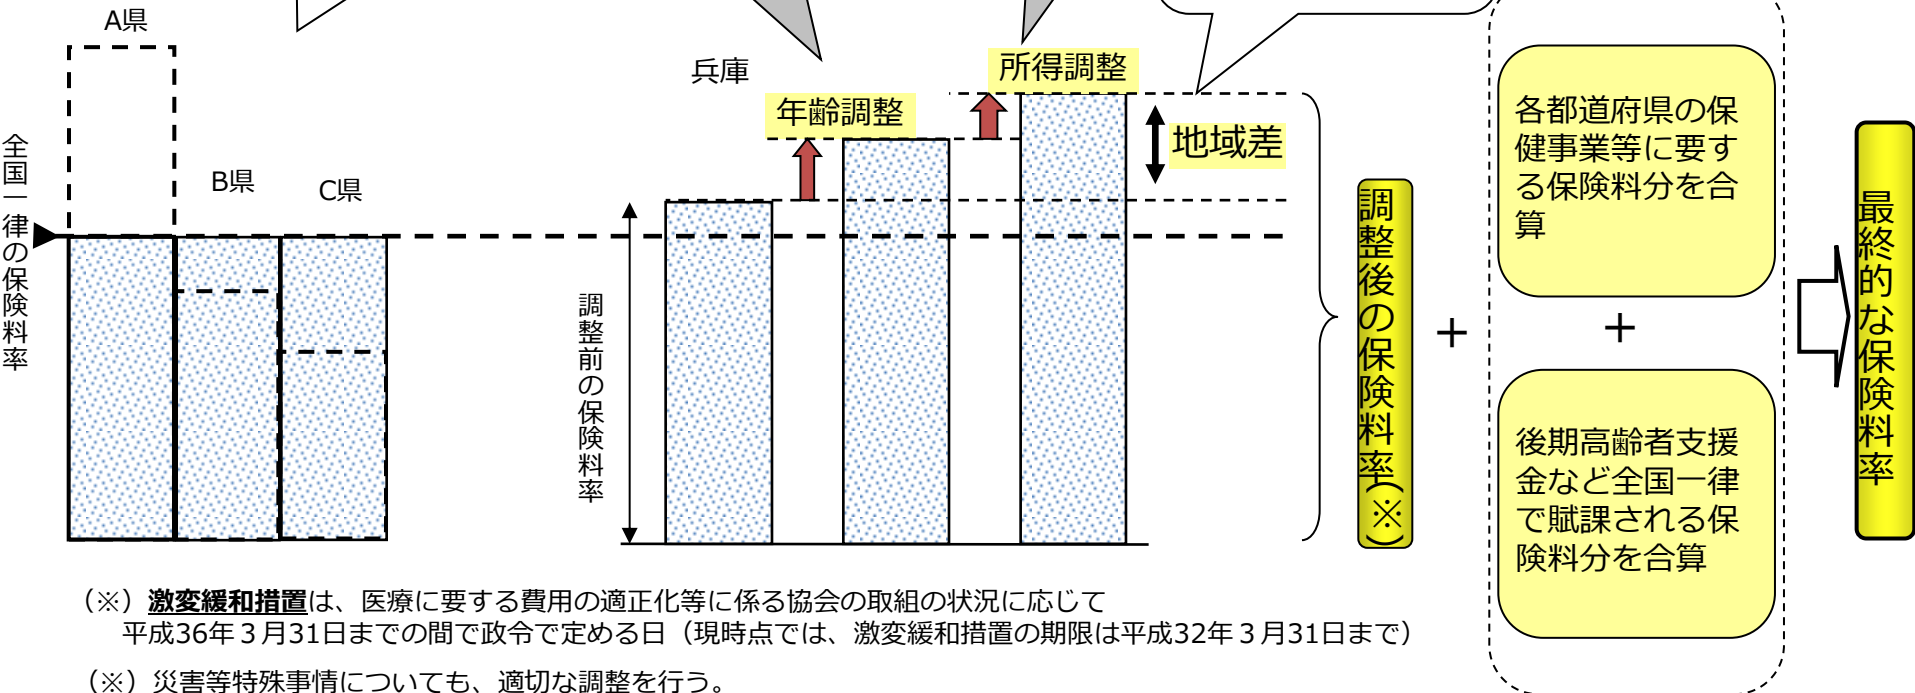 A県
B県
C県
全国一律の保険料率
兵庫
年齢調整
所得調整
地域差
調整前の保険料率
調整後の保険料率(※)
＋
各都道府県の保
健事業等に要す
る保険料分を合
算
＋
後期高齢者支援
金など全国一律
で賦課される保
険料分を合算
最終的な保険料率
（※）激変緩和措置は、医療に要する費用の適正化等に係る協会の取組の状況に応じて
平成36年３月31日までの間で政令で定める日（現時点では、激変緩和措置の期限は平成32年３月31日まで）
（※）災害等特殊事情についても、適切な調整を行う。